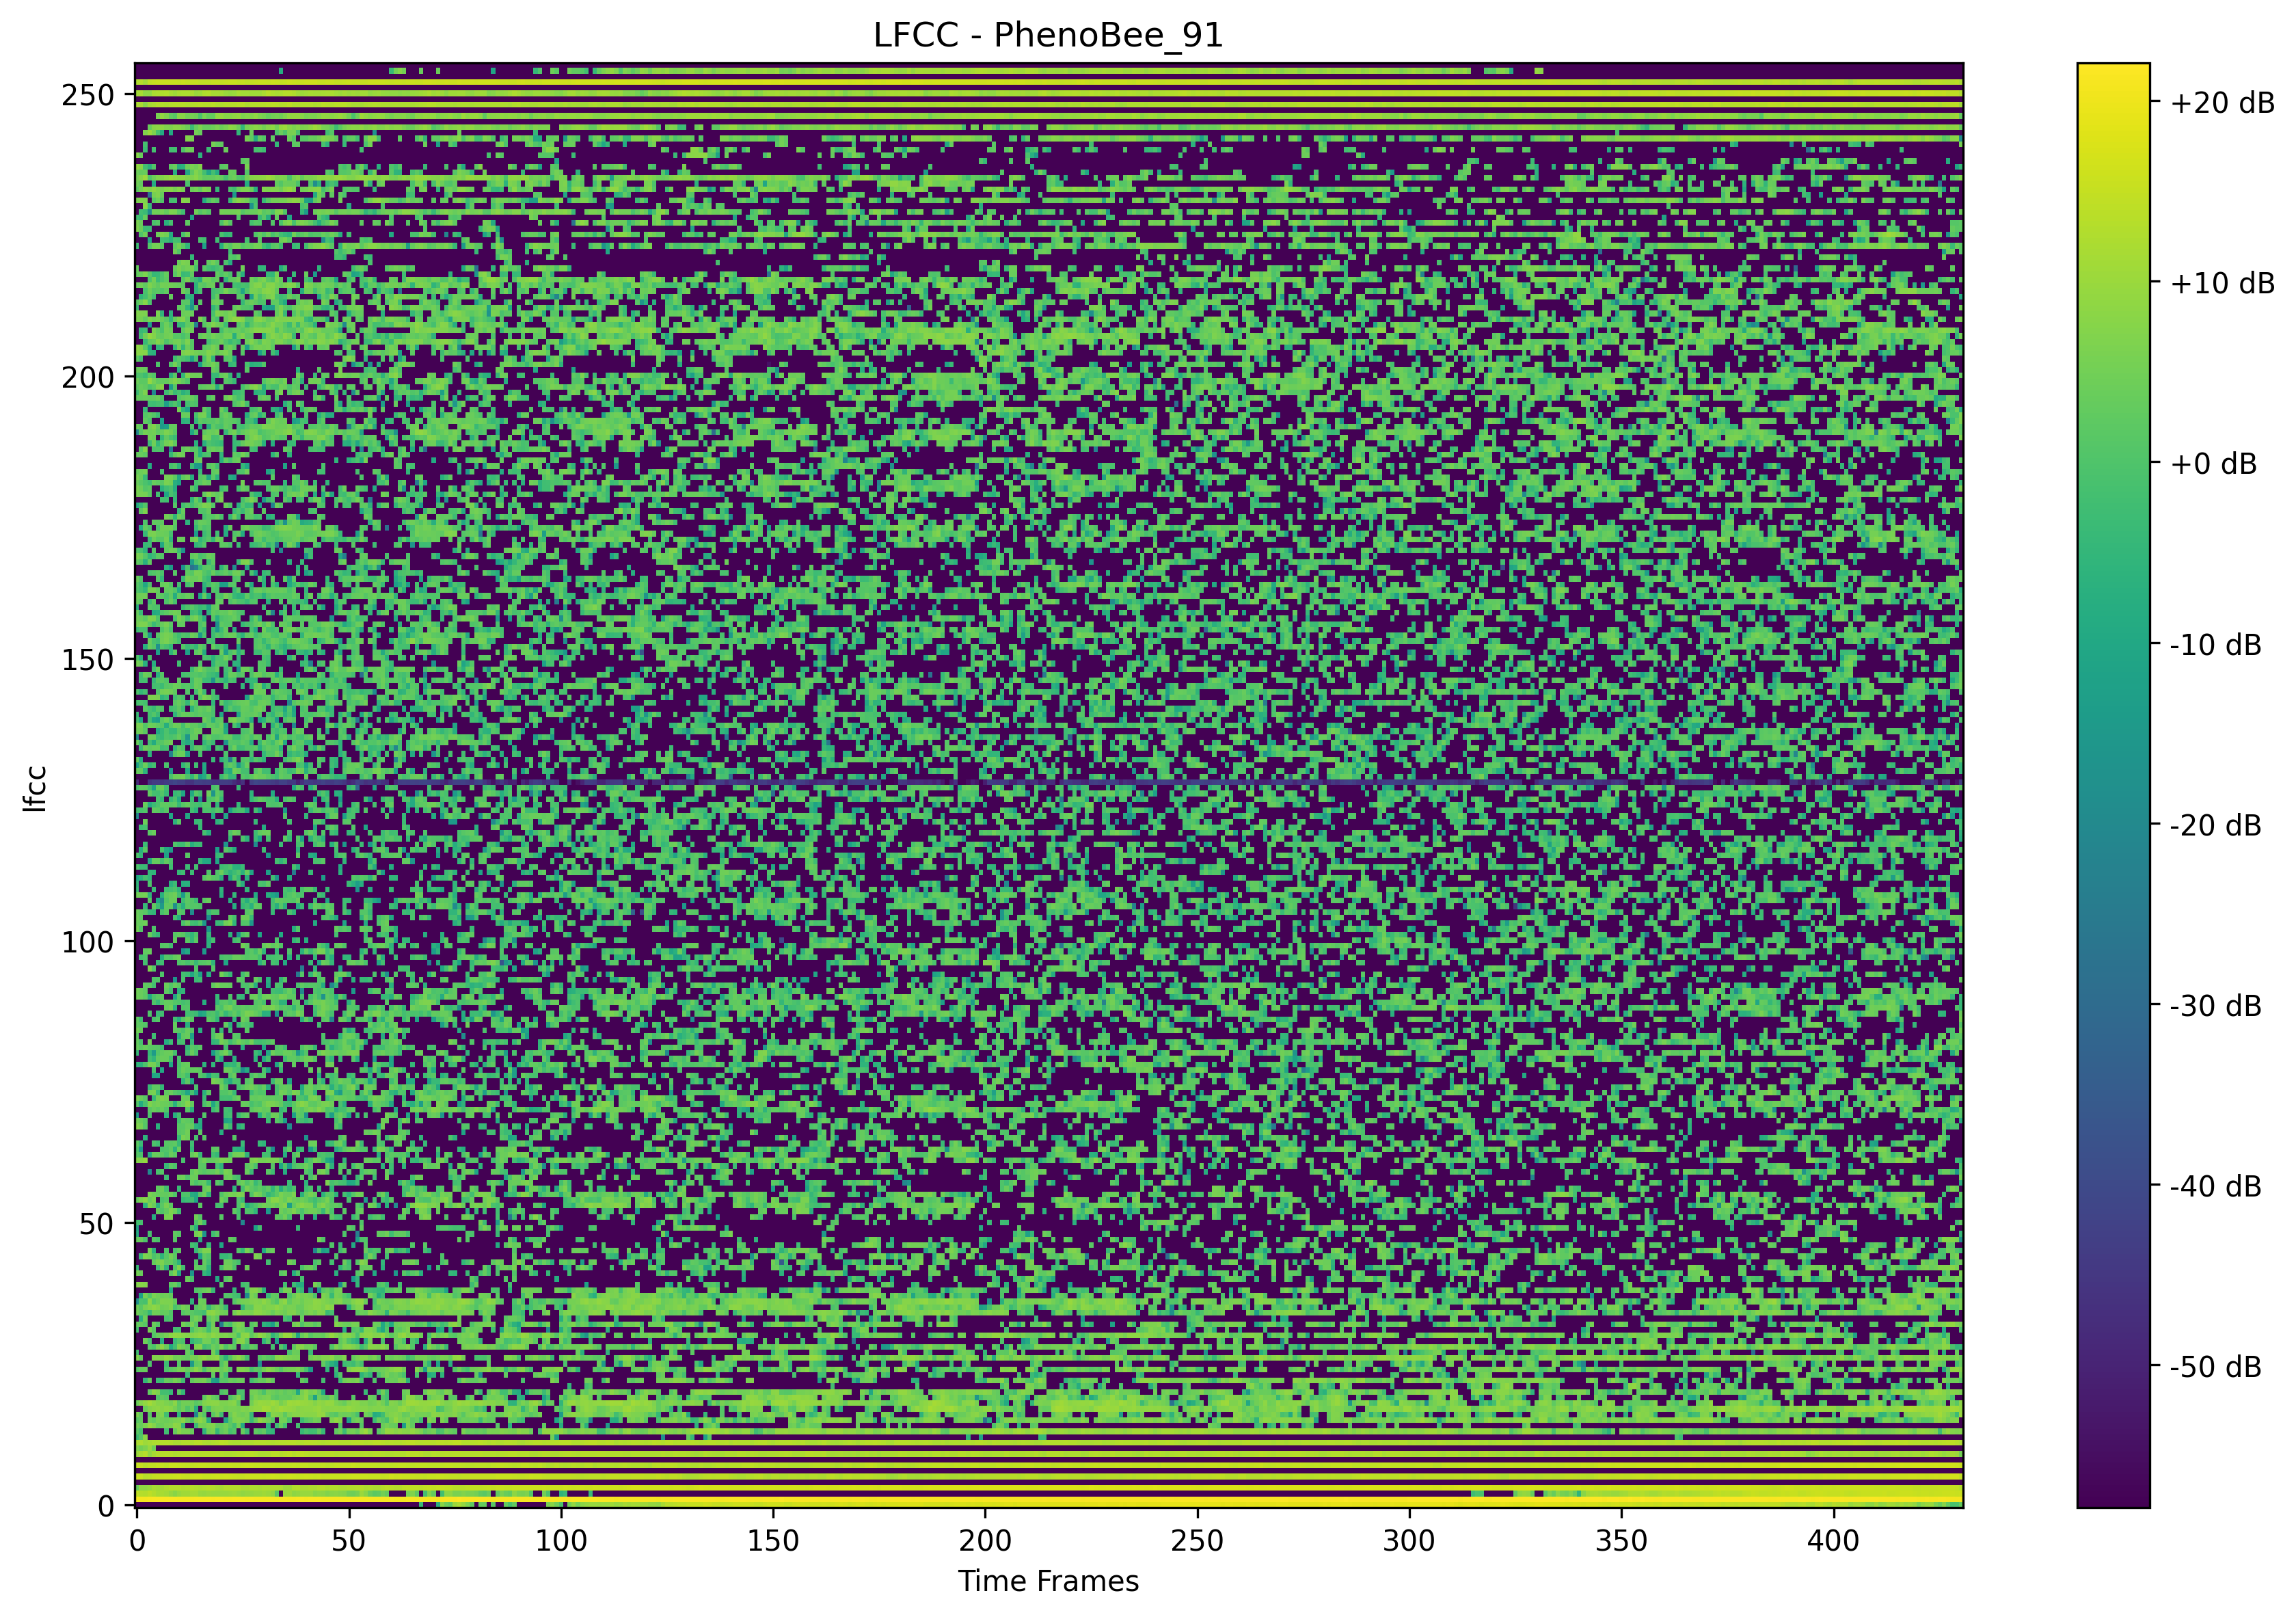 LFCC - PhenoBee_91
lfcc
250
200
150
100
50
0
0 50 100 150 200 250 300 350 400
Time Frames
+20 dB
+10 dB
+0 dB
-10 dB
-20 dB
-30 dB
-40 dB
-50 dB